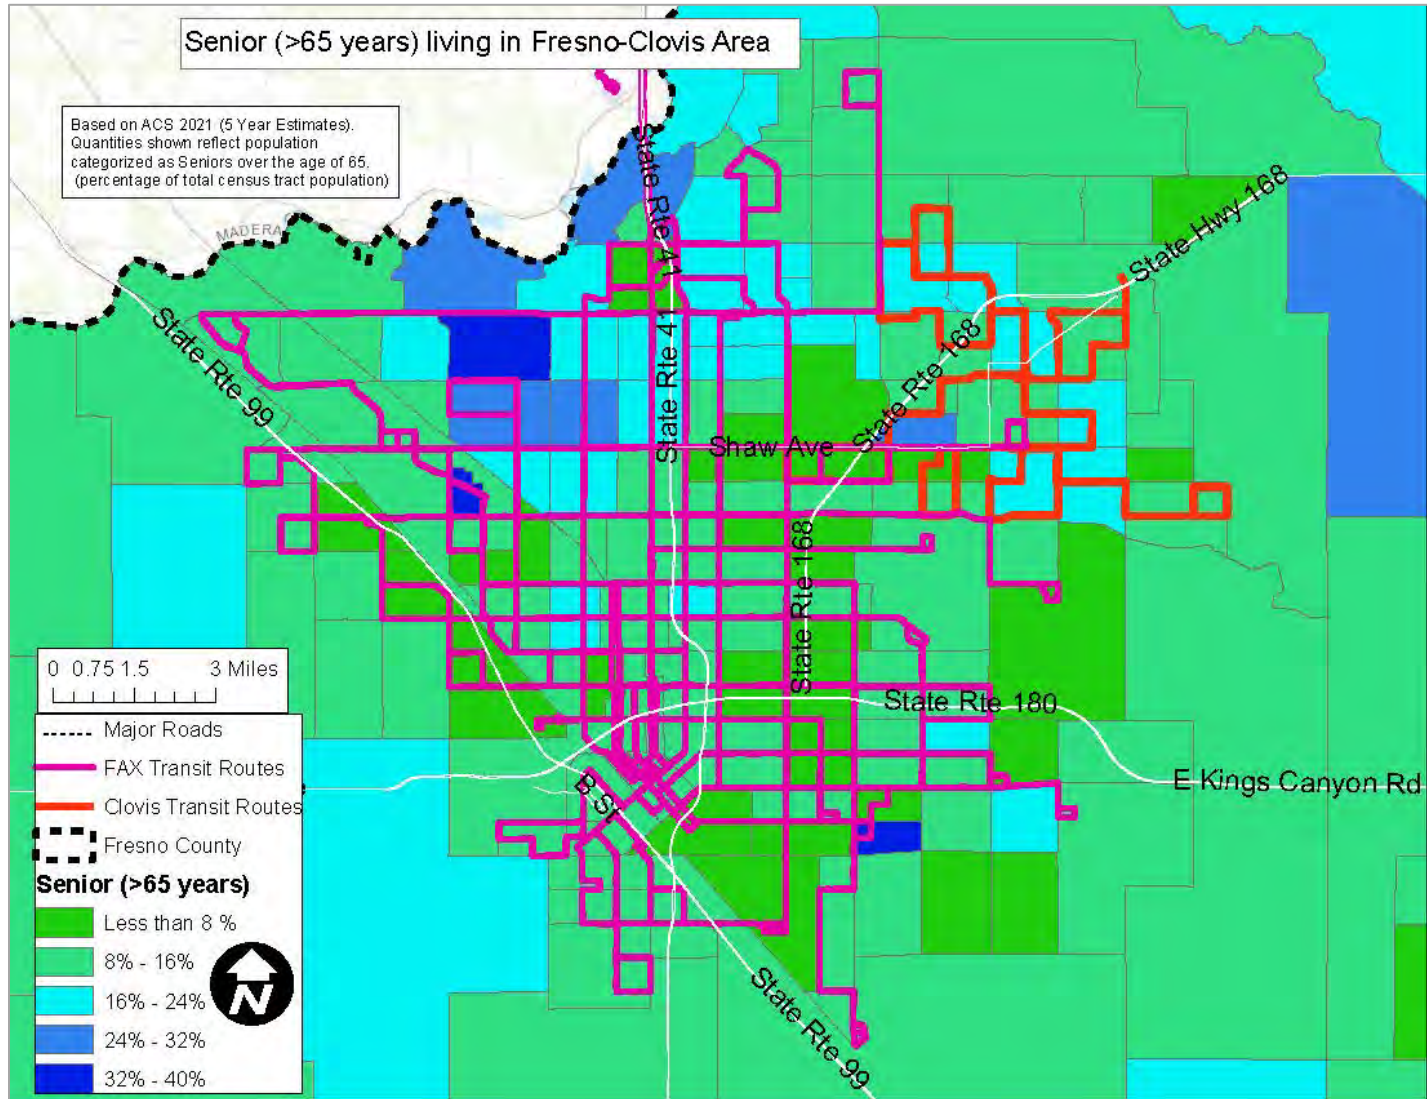 Senior (>65 years) living in Fresno-Clovis Area
Based on ACS 2021 (5 Year Estimates).
Quantities shown reflect population
categorized as Seniors over the age of 65.
(percentage of total census tract population)
MADERA
State Rte 41
State Hwy 168
State Rte 99
State Rte 41
State Rte 168
Shaw Ave
State Rte 168
State Rte 180
E Kings Canyon Rd
B St
State Rte 99
0 0.75 1.5 3 Miles
Major Roads
FAX Transit Routes
Clovis Transit Routes
Fresno County
Senior (>65 years)
Less than 8 %
8% - 16%
16% - 24%
24% - 32%
32% - 40%
N